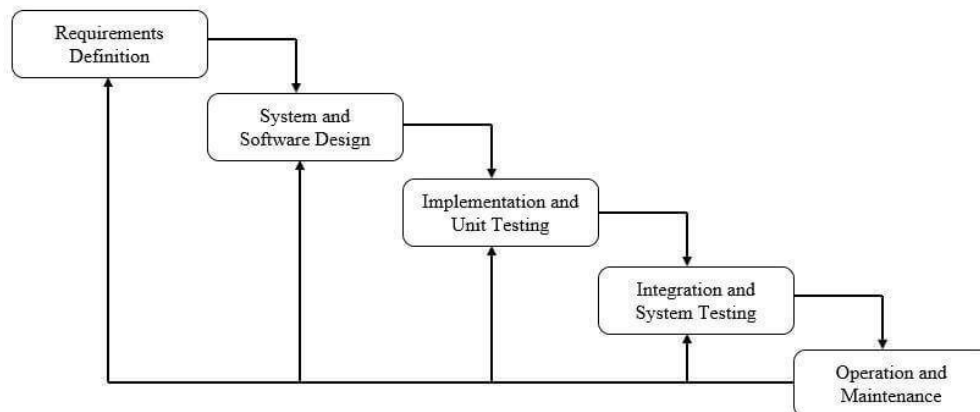 Requirements
Definition
System and
Software Design
Implementation and
Unit Testing
Integration and
System Testing
Operation and
Maintenance